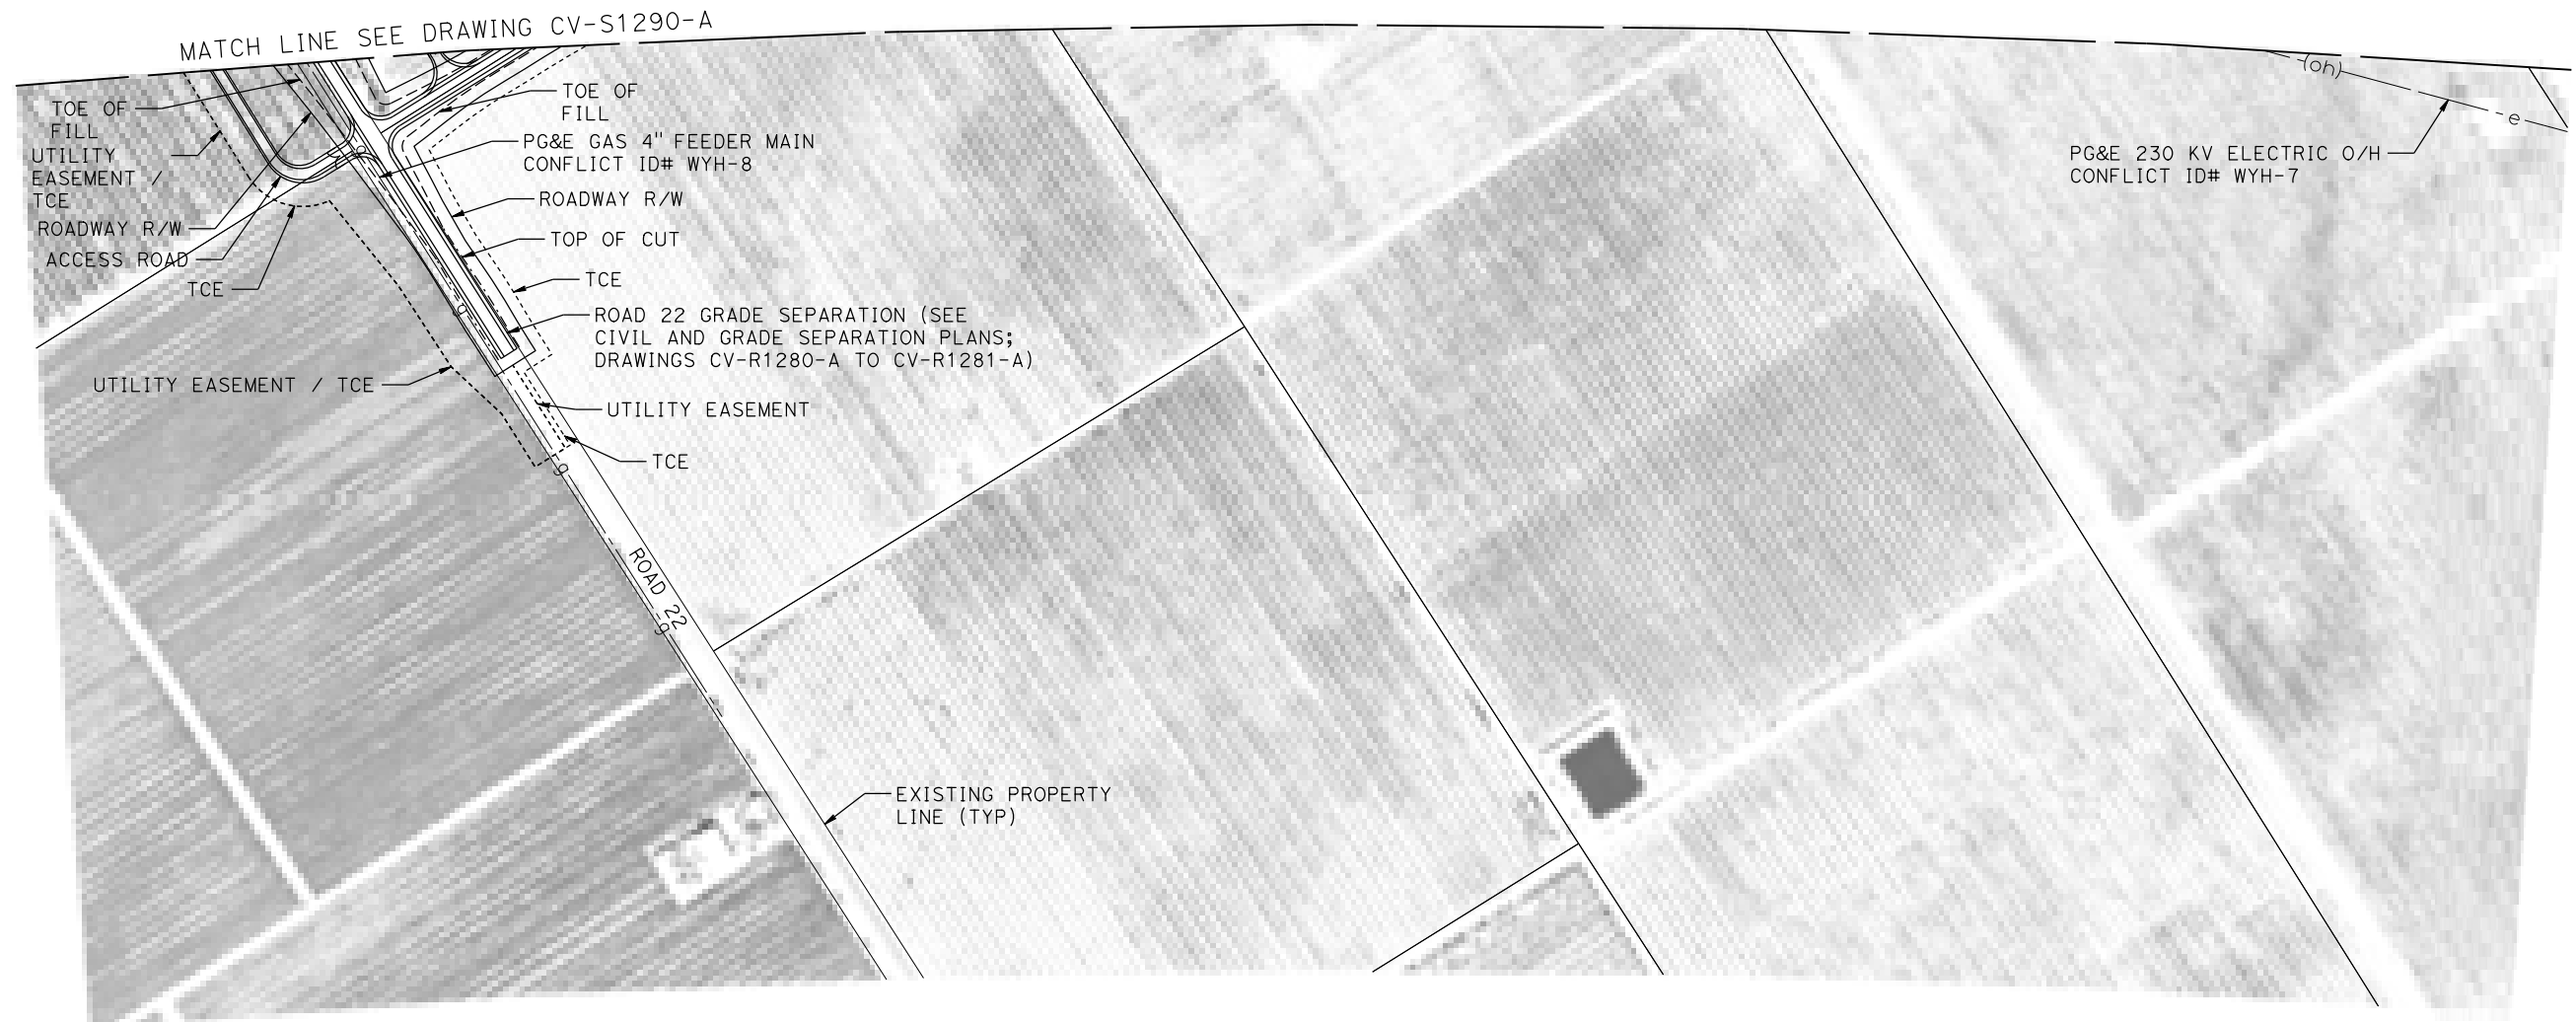 MATCH LINE SEE DRAWING CV-S1290-A
TOE OF
FILL
UTILITY
EASEMENT /
TCE
ROADWAY R/W
ACCESS ROAD
TCE
UTILITY EASEMENT / TCE
TOE OF
FILL
PG&E GAS 4" FEEDER MAIN
CONFLICT ID# WYH-8
ROADWAY R/W
TOP OF CUT
TCE
ROAD 22 GRADE SEPARATION (SEE
CIVIL AND GRADE SEPARATION PLANS;
DRAWINGS CV-R1280-A TO CV-R1281-A)
UTILITY EASEMENT
TCE
g
g
g
ROAD 22
g
EXISTING PROPERTY
LINE (TYP)
(oh)
e
PG&E 230 KV ELECTRIC O/H
CONFLICT ID# WYH-7